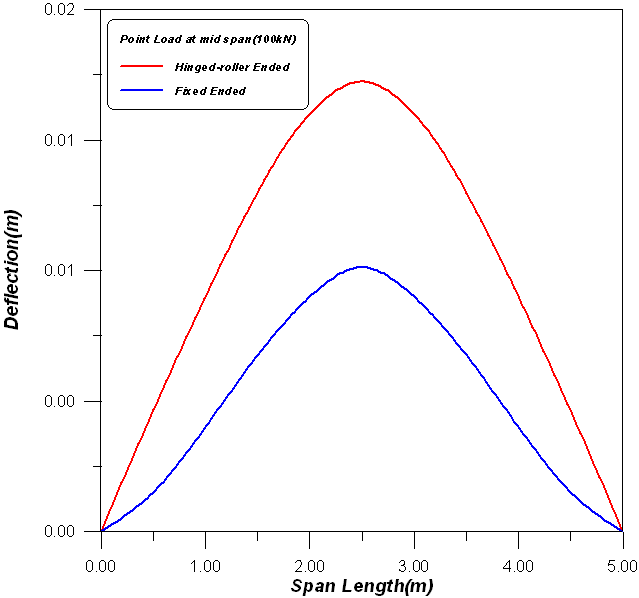 0.02
Point Load at mid span(100kN)
Hinged-roller Ended
Fixed Ended
0.01
0.01
0.00
0.00
Deflection(m)
0.00 1.00 2.00 3.00 4.00 5.00
Span Length(m)